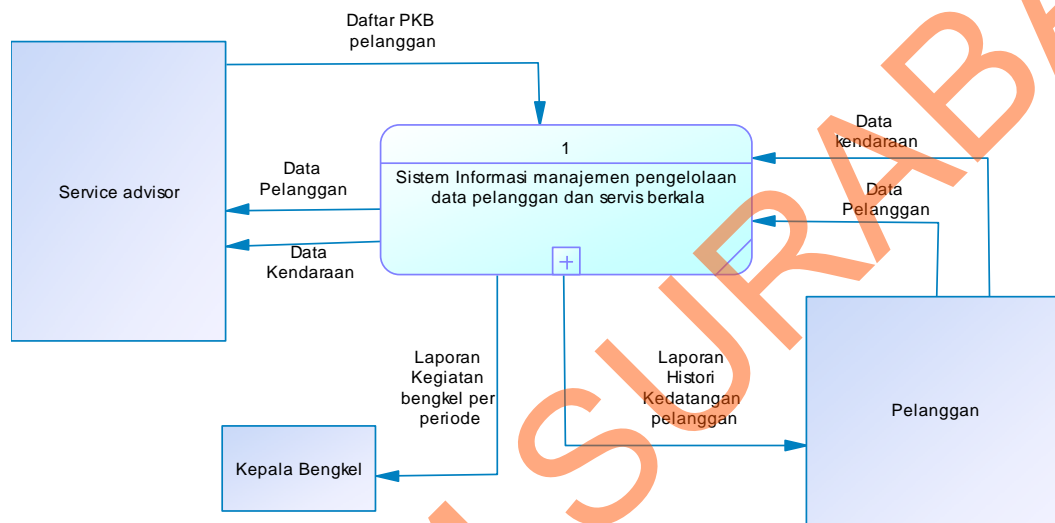 Daftar PKB
pelanggan
Service advisor
1
Sistem Informasi manajemen pengelolaan
data pelanggan dan servis berkala
Data
Pelanggan
Data
Kendaraan
Data
kendaraan
Data
Pelanggan
Laporan
Kegiatan
bengkel per
periode
Laporan
Histori
Kedatangan
pelanggan
Kepala Bengkel
Pelanggan
SURABA